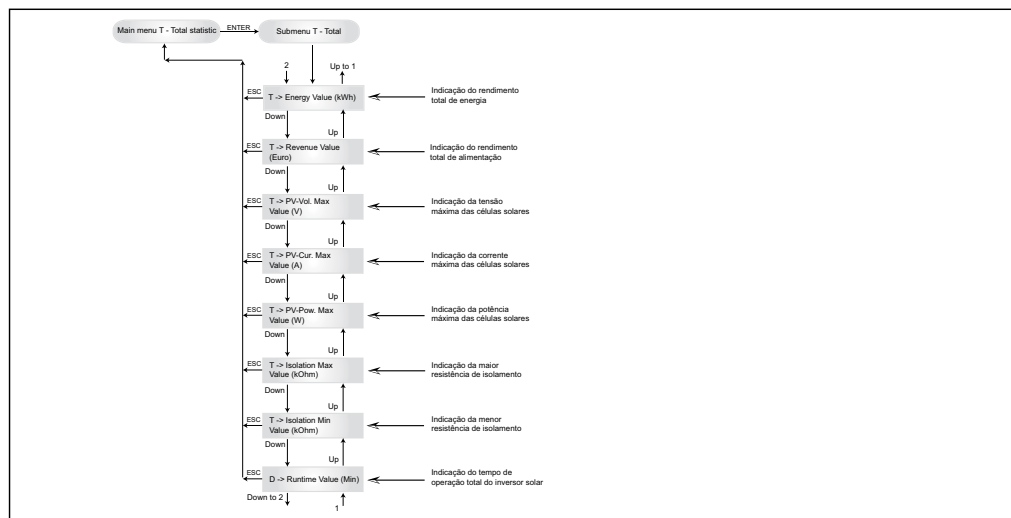 Main menu T - Total statistic
ENTER
Submenu T - Total
2
Up to 1
ESC
T -> Energy Value (kWh)
Indicação do rendimento
total de energia
Down
Up
ESC
T -> Revenue Value
(Euro)
Indicação do rendimento
total de alimentação
Down
Up
ESC
T -> PV-Vol. Max
Value (V)
Indicação da tensão
máxima das células solares
Down
Up
ESC
T -> PV-Cur. Max
Value (A)
Indicação da corrente
máxima das células solares
Down
Up
ESC
T -> PV-Pow. Max
Value (W)
Indicação da potência
máxima das células solares
Down
Up
ESC
T -> Isolation Max
Value (kOhm)
Indicação da maior
resistência de isolamento
Down
Up
ESC
T -> Isolation Min
Value (kOhm)
Indicação da menor
resistência de isolamento
Down
Up
ESC
D -> Runtime Value (Min)
Indicação do tempo de
operação total do inversor solar
Down to 2
1